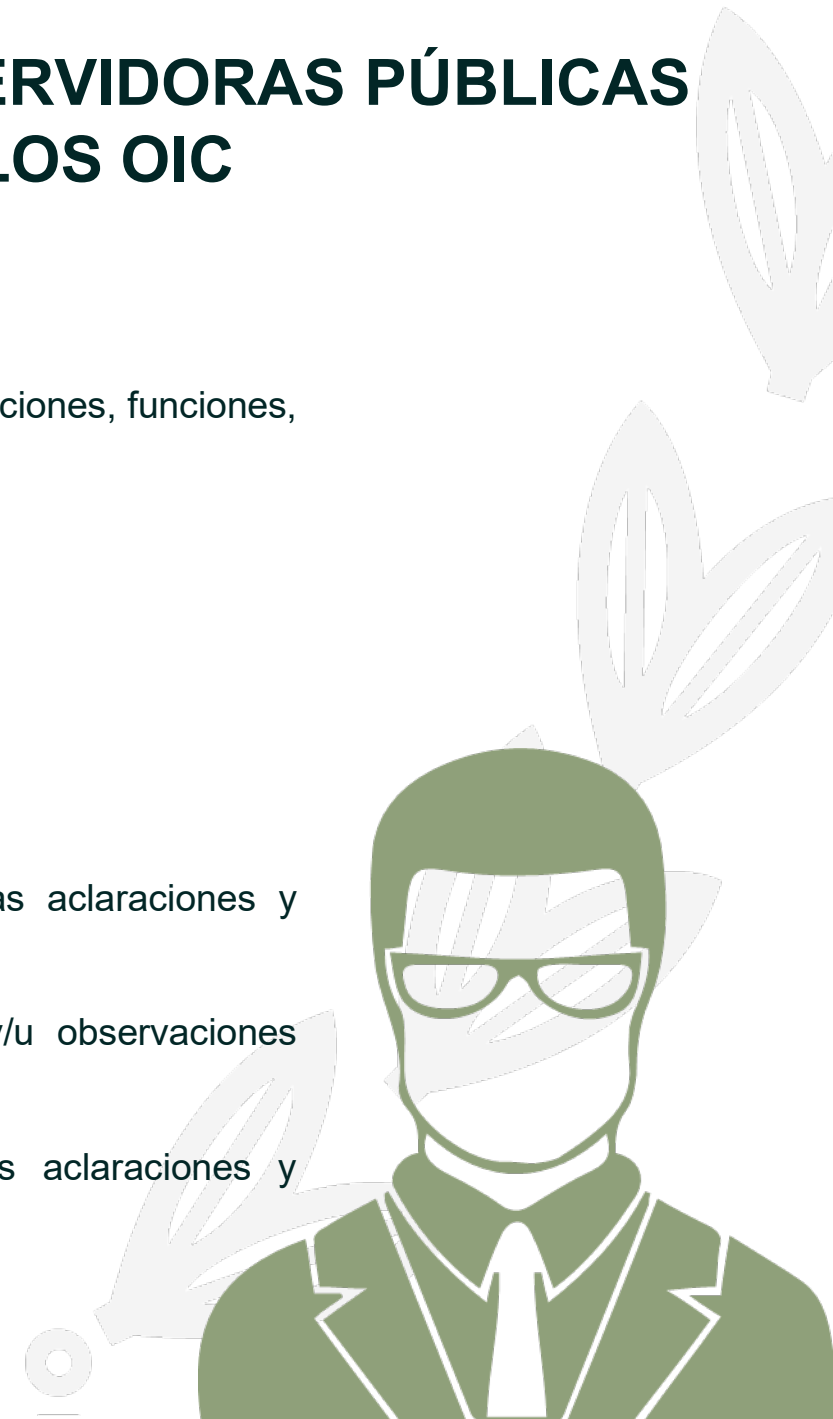 ERVIDORAS PÚBLICAS
LOS OIC
ciones, funciones,
as aclaraciones y
y/u observaciones
s aclaraciones y